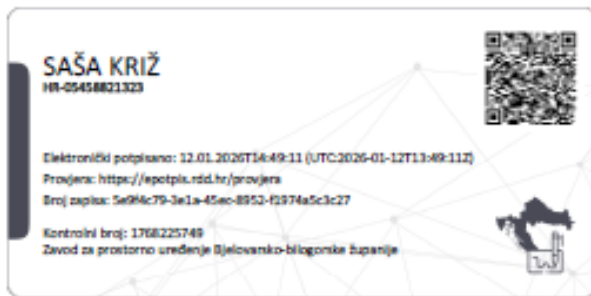 SAŠA KRIŽ
HR-05458821323
Elektronički potpisano: 12.01.2026T14:49:11 (UTC:2026-01-12T13:49:11Z)
Provjera: https://epotpis.rdd.hr/provjera
Broj zapisa: 5e9f4c79-3e1a-45ec-8952-f1974a5c3c27
Kontrolni broj: 1768225749
Zavod za prostorno uređenje Bjelovarsko-bilogorske županije